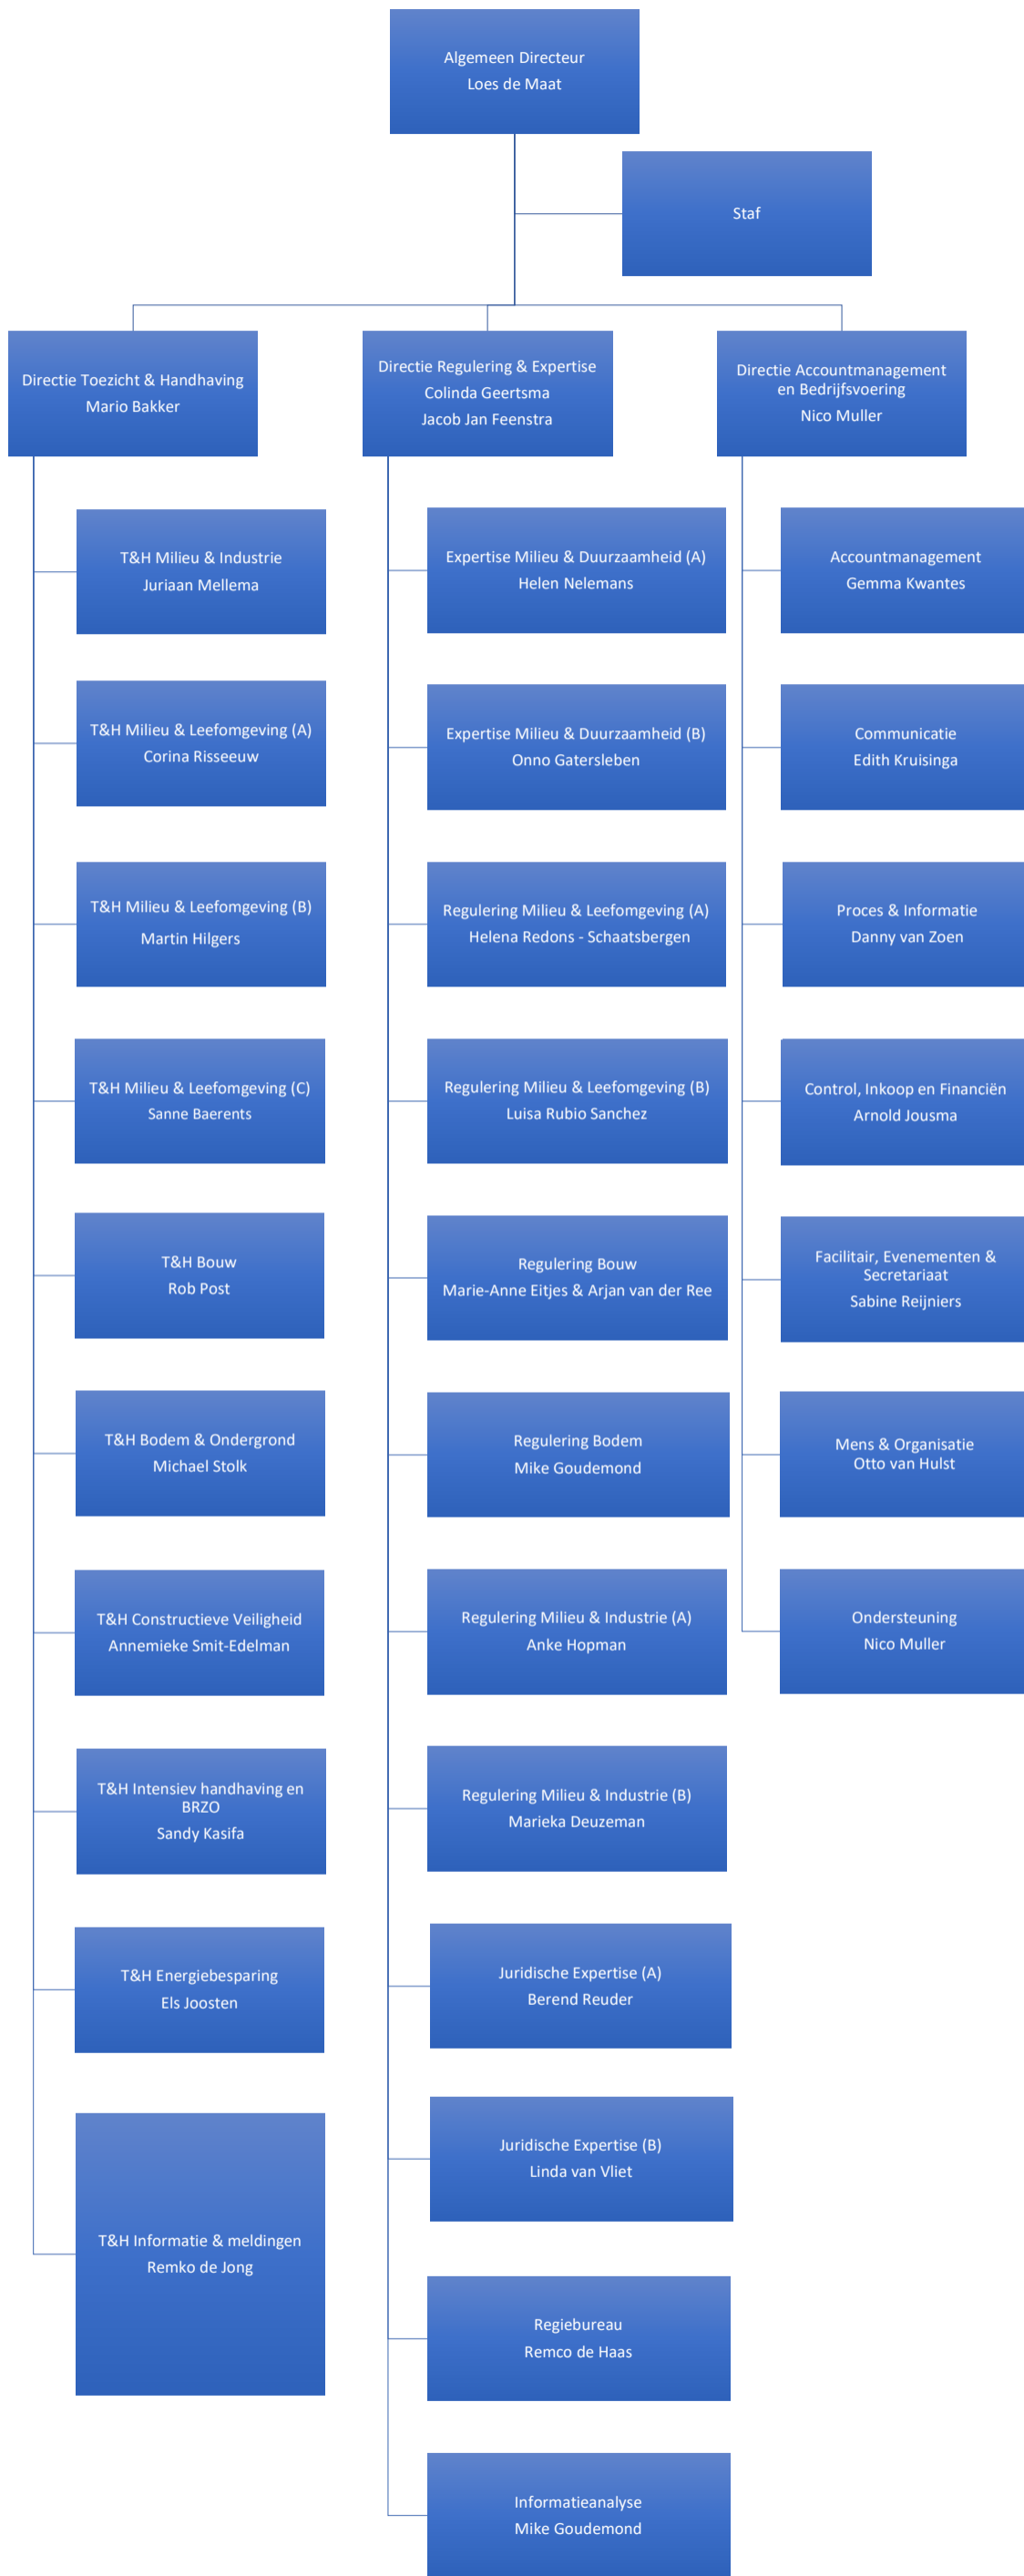 Algemeen Directeur
Loes de Maat
Staf
Directie Toezicht & Handhaving
Mario Bakker
Directie Regulering & Expertise
Colinda Geertsma
Jacob Jan Feenstra
Directie Accountmanagement
en Bedrijfsvoering
Nico Muller
T&H Milieu & Industrie
Juriaan Mellema
T&H Milieu & Leefomgeving (A)
Corina Risseeuw
T&H Milieu & Leefomgeving (B)
Martin Hilgers
T&H Milieu & Leefomgeving (C)
Sanne Baerents
T&H Bouw
Rob Post
T&H Bodem & Ondergrond
Michael Stolk
T&H Constructieve Veiligheid
Annemieke Smit-Edelman
T&H Intensiev handhaving en
BRZO
Sandy Kasifa
T&H Energiebesparing
Els Joosten
T&H Informatie & meldingen
Remko de Jong
Expertise Milieu & Duurzaamheid (A)
Helen Nelemans
Expertise Milieu & Duurzaamheid (B)
Onno Gatersleben
Regulering Milieu & Leefomgeving (A)
Helena Redons - Schaatsbergen
Regulering Milieu & Leefomgeving (B)
Luisa Rubio Sanchez
Regulering Bouw
Marie-Anne Eitjes & Arjan van der Ree
Regulering Bodem
Mike Goudemond
Regulering Milieu & Industrie (A)
Anke Hopman
Regulering Milieu & Industrie (B)
Marieka Deuzeman
Juridische Expertise (A)
Berend Reuder
Juridische Expertise (B)
Linda van Vliet
Regiebureau
Remco de Haas
Informatieanalyse
Mike Goudemond
Accountmanagement
Gemma Kwantes
Communicatie
Edith Kruisinga
Proces & Informatie
Danny van Zoen
Control, Inkoop en Financiën
Arnold Jousma
Facilitair, Evenementen &
Secretariaat
Sabine Reijniers
Mens & Organisatie
Otto van Hulst
Ondersteuning
Nico Muller